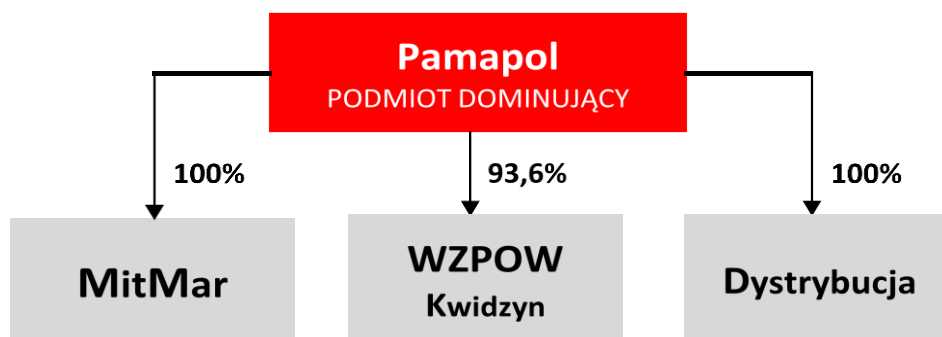 Pamapol
PODMIOT DOMINUJĄCY
100%
93,6%
100%
MitMar
WZPOW
Kwidzyn
Dystrybucja